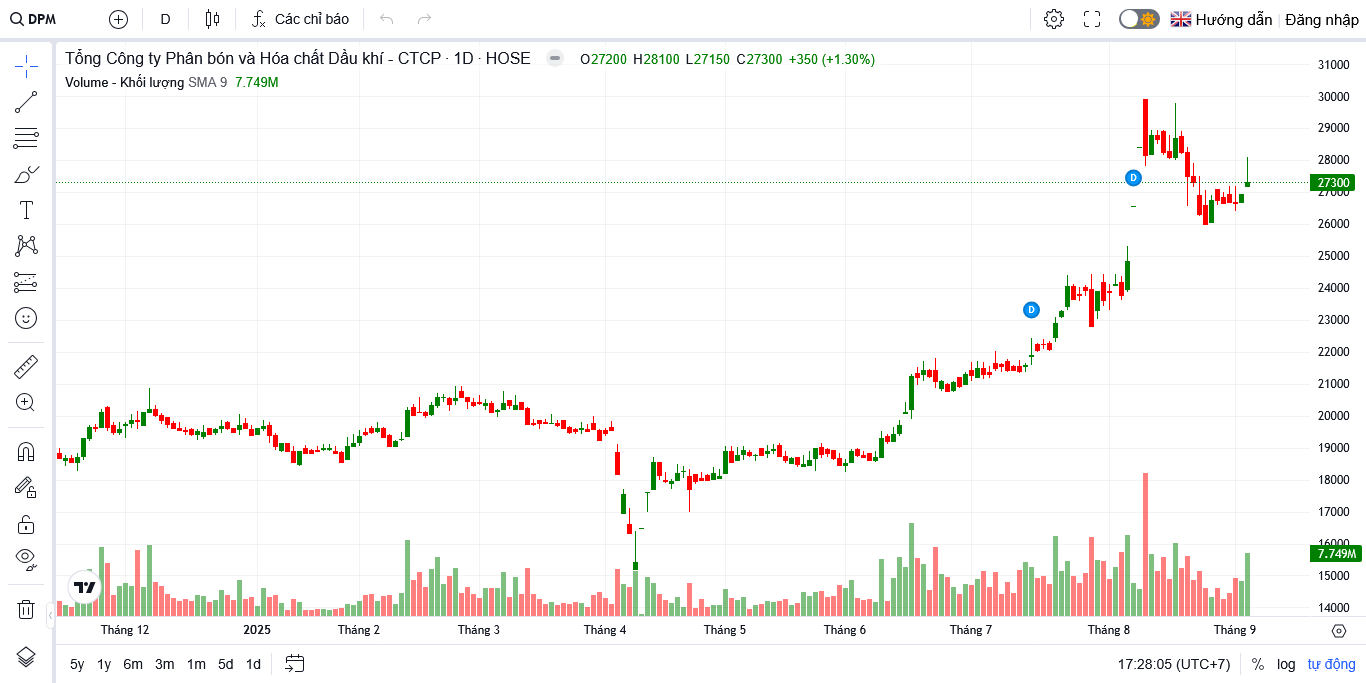 DPM D Các chỉ báo Hướng dẫn Đăng nhập
Tổng Công ty Phân bón và Hóa chất Dầu khí - CTCP · 1D · HOSE O27200 H28100 L27150 C27300 +350 (+1.30%)
Volume - Khối lượng SMA 9 7.749M
31000
30000
29000
28000
D
27300
27000
26000
25000
24000
D
23000
22000
21000
20000
19000
18000
17000
16000
7.749M
15000
14000
Tháng 12 2025 Tháng 2 Tháng 3 Tháng 4 Tháng 5 Tháng 6 Tháng 7 Tháng 8 Tháng 9
5y 1y 6m 3m 1m 5d 1d 17:28:05 (UTC+7) % log tự động